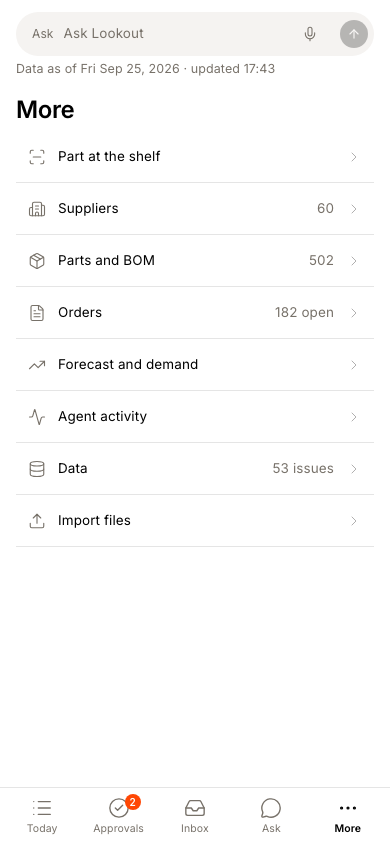 Ask Ask Lookout
Data as of Fri Sep 25, 2026 · updated 17:43
More
Part at the shelf
Suppliers 60
Parts and BOM 502
Orders 182 open
Forecast and demand
Agent activity
Data 53 issues
Import files
2
Today Approvals Inbox Ask More